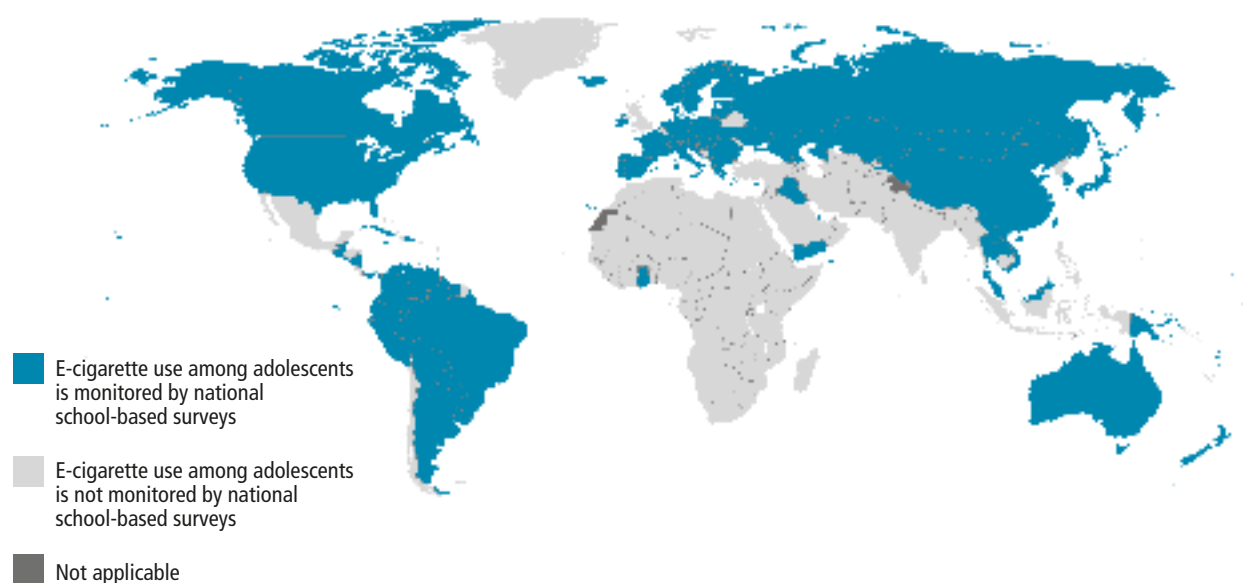 E-cigarette use among adolescents
is monitored by national
school-based surveys
E-cigarette use among adolescents
is not monitored by national
school-based surveys
Not applicable